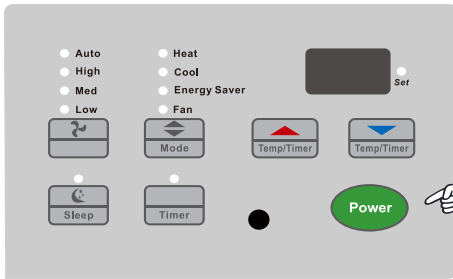 Auto
High
Med
Low
Heat
Cool
Energy Saver
Fan
Set
Mode
Temp/Timer
Temp/Timer
Sleep
Timer
Power